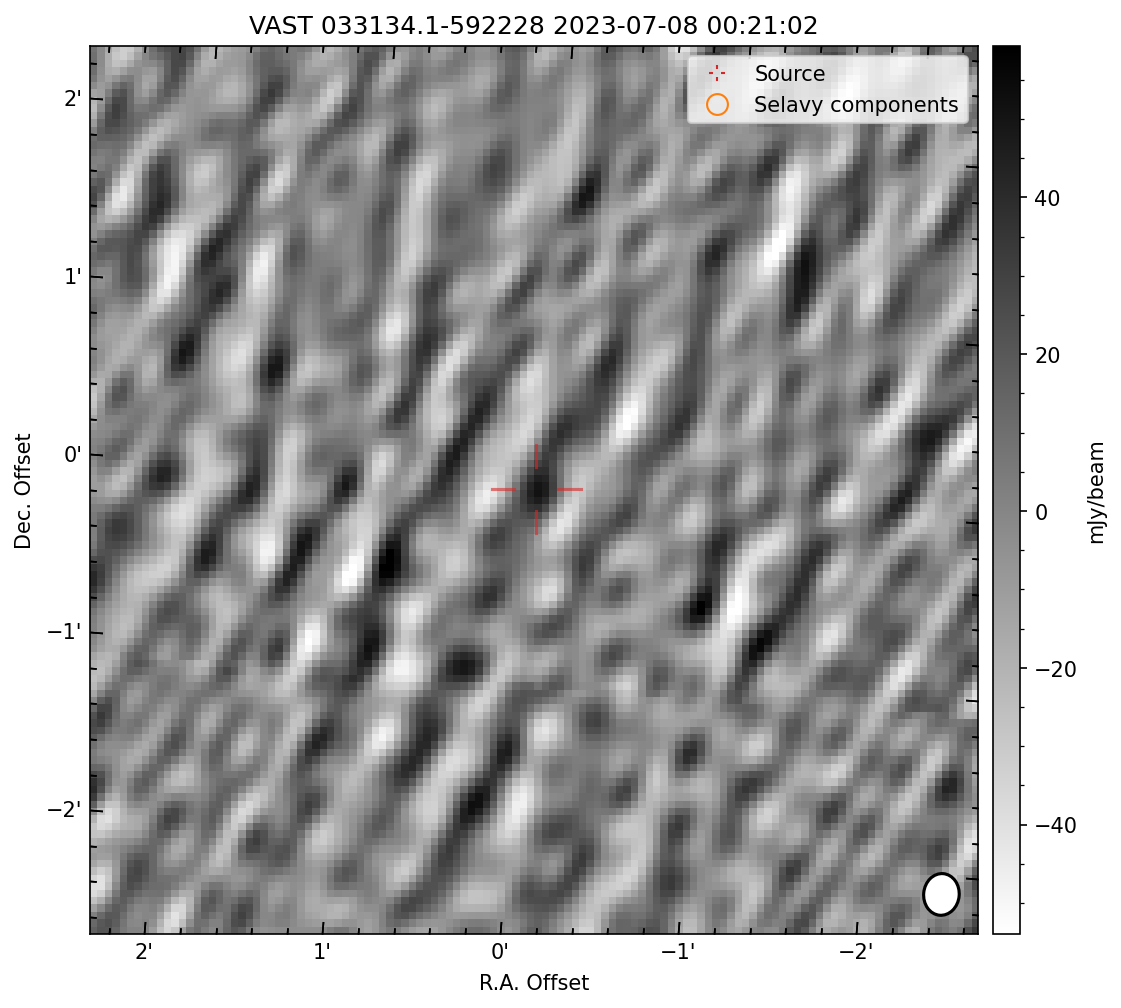 VAST 033134.1-592228 2023-07-08 00:21:02
Source
Selavy components
2'
1'
0'
−1'
−2'
Dec. Offset
2'
1'
0'
−1'
−2'
R.A. Offset
40
20
0
−20
−40
mJy/beam